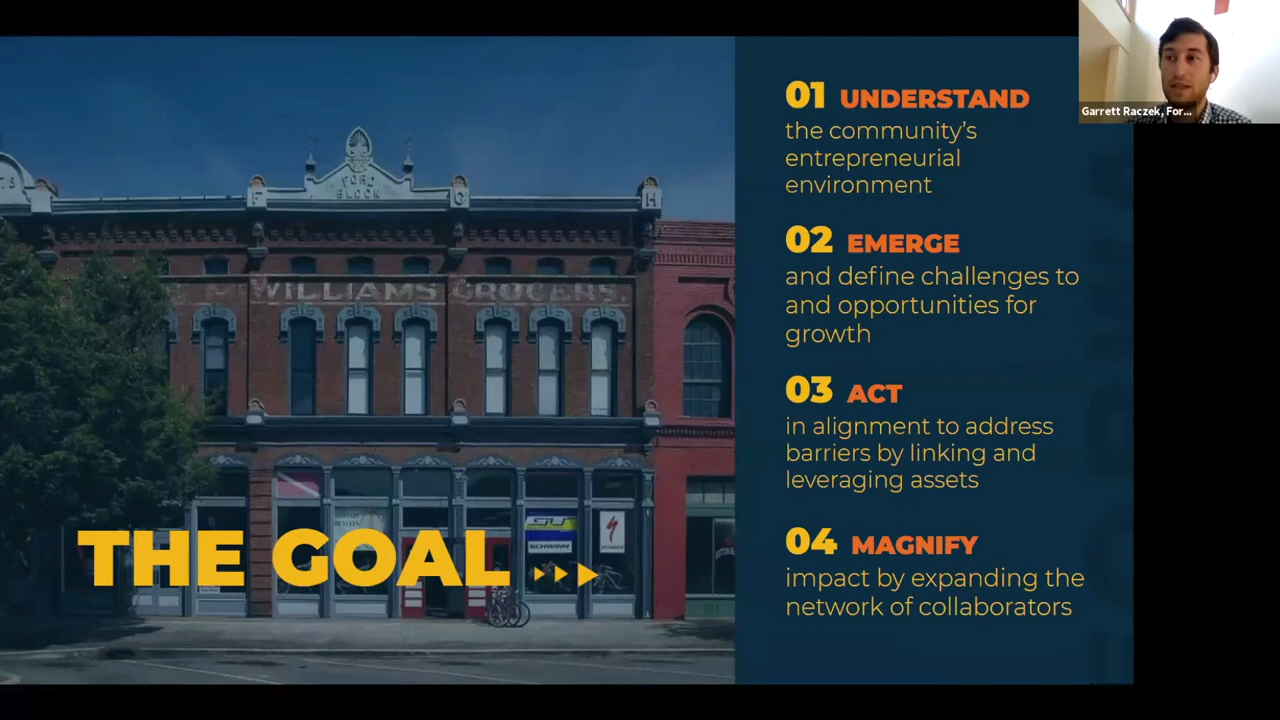 01 UNDERSTAND
the community's
entrepreneurial
environment
02 EMERGE
and define challenges to
and opportunities for
growth
03 ACT
in alignment to address
barriers by linking and
leveraging assets
04 MAGNIFY
impact by expanding the
network of collaborators
THE GOAL
Garrett Raczek, For...
FORD
BLOCK
F
H
WILLIAMS GROCERS.
GT
SCHWINN